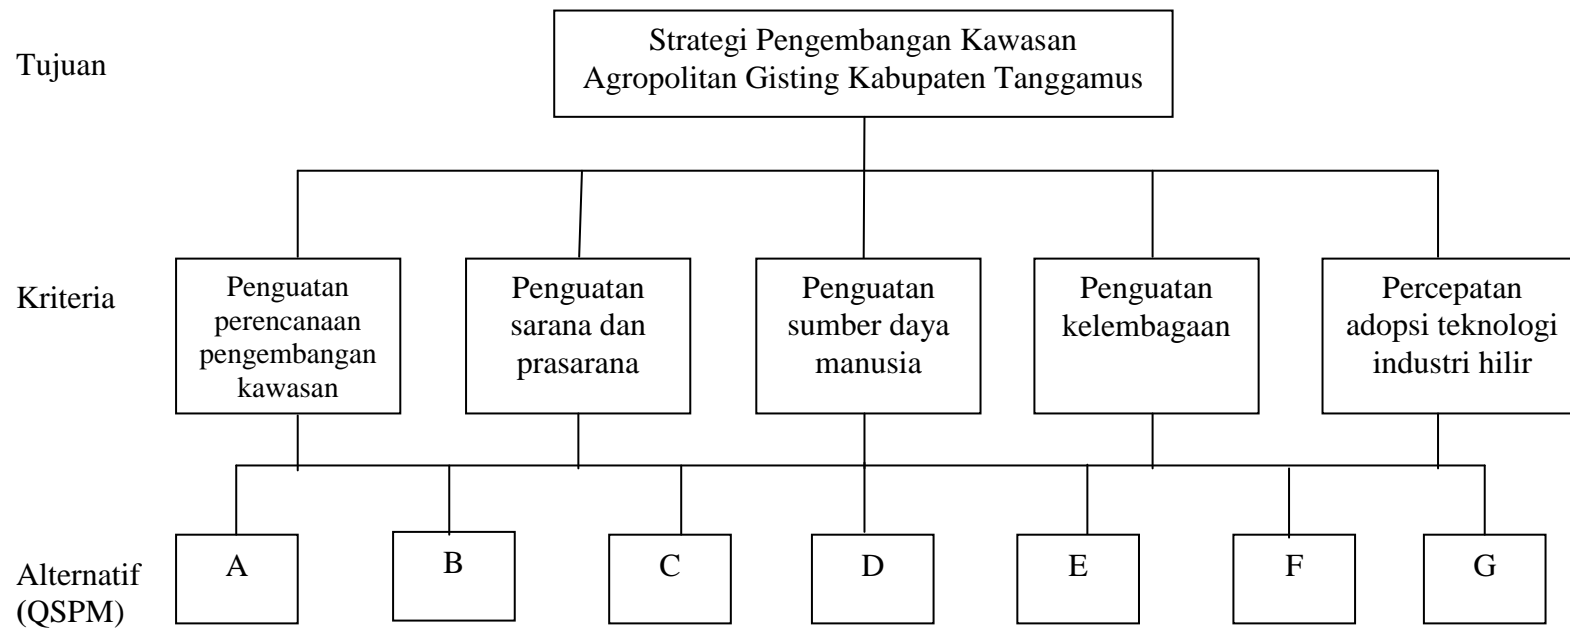 Tujuan
Strategi Pengembangan Kawasan
Agropolitan Gisting Kabupaten Tanggamus
Kriteria
Penguatan
perencanaan
pengembangan
kawasan
Penguatan
sarana dan
prasarana
Penguatan
sumber daya
manusia
Penguatan
kelembagaan
Percepatan
adopsi teknologi
industri hilir
Alternatif
(QSPM)
A
B
C
D
E
F
G